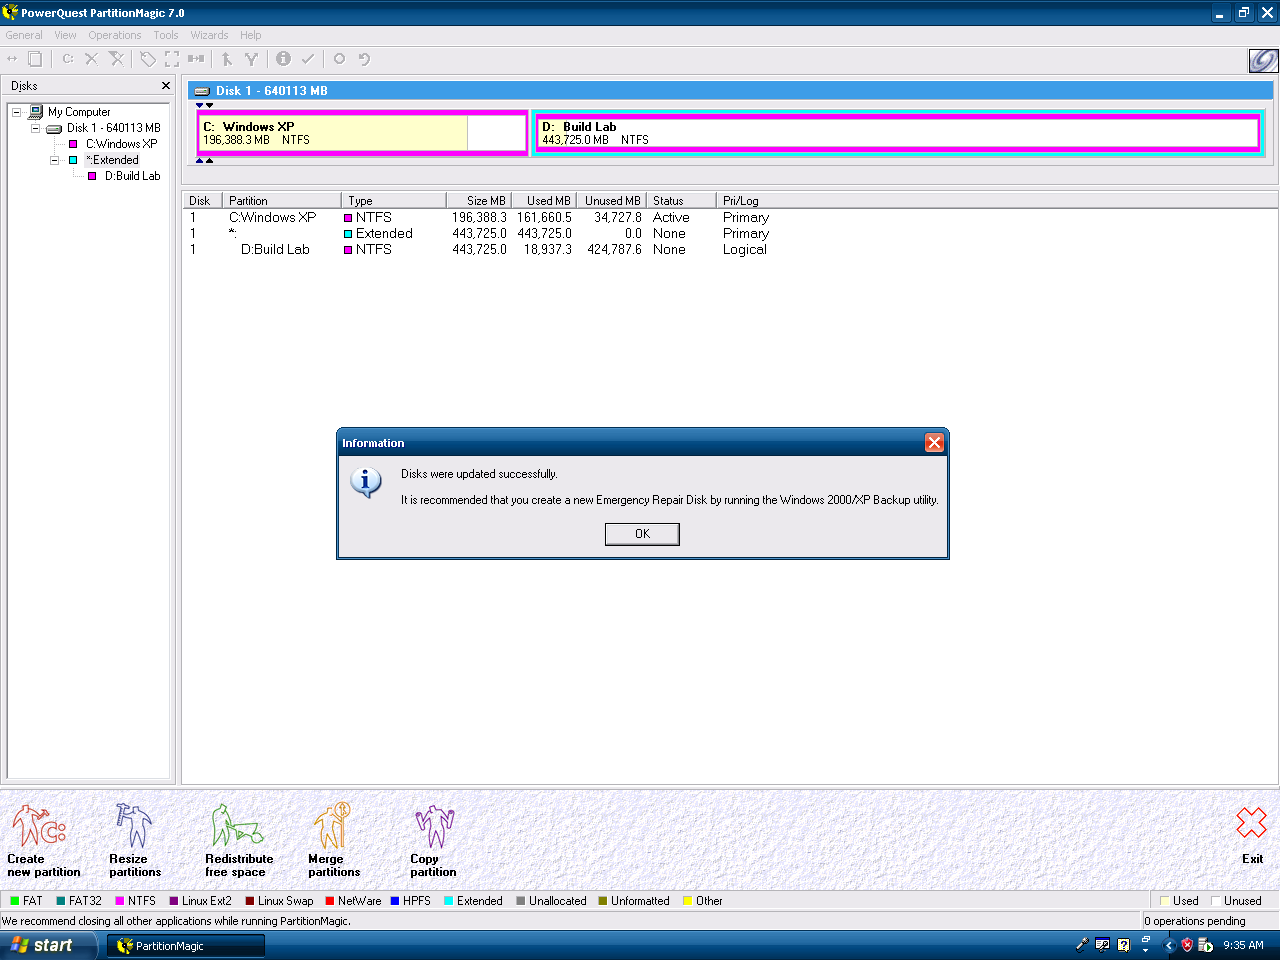 PowerQuest PartitionMagic 7.0
General View Operations Tools Wizards Help
C:
Disks
My Computer
Disk 1 - 640113 MB
C:Windows XP
*:Extended
D:Build Lab
Disk 1 - 640113 MB
C: Windows XP
196,388.3 MB NTFS
D: Build Lab
443,725.0 MB NTFS
Disk Partition Type Size MB Used MB Unused MB Status Pri/Log
1 C:Windows XP NTFS 196,388.3 161,660.5 34,727.8 Active Primary
1 *: Extended 443,725.0 443,725.0 0.0 None Primary
1 D:Build Lab NTFS 443,725.0 18,937.3 424,787.6 None Logical
Information
Disks were updated successfully.
It is recommended that you create a new Emergency Repair Disk by running the Windows 2000/XP Backup utility.
OK
Create
new partition
Resize
partitions
Redistribute
free space
Merge
partitions
Copy
partition
Exit
FAT FAT32 NTFS Linux Ext2 Linux Swap NetWare HPFS Extended Unallocated Unformatted Other Used Unused
We recommend closing all other applications while running PartitionMagic.
0 operations pending
start PartitionMagic 9:35 AM